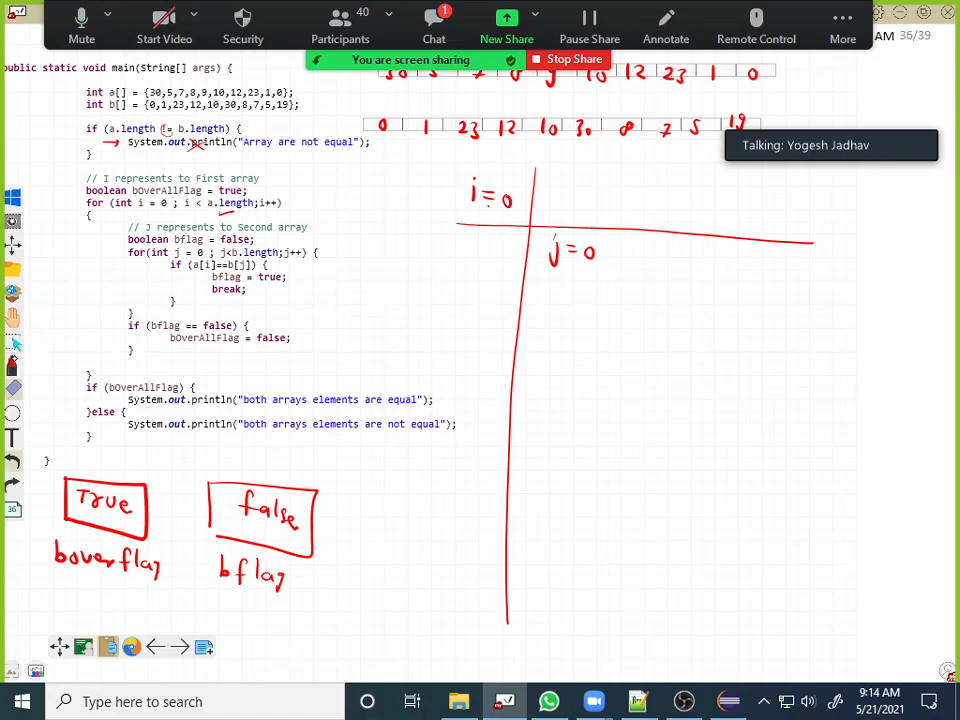 Mute
Start Video
Security
Participants
40
Chat
1
New Share
Pause Share
Annotate
Remote Control
More
You are screen sharing
Stop Share
AM 36/39
Talking: Yogesh Jadhav
public static void main(String[] args) {
int a[] = {30,5,7,8,9,10,12,23,1,0};
int b[] = {0,1,23,12,10,30,8,7,5,19};
if (a.length != b.length) {
System.out.println("Array are not equal");
}
// I represents to First array
boolean bOverAllFlag = true;
for (int i = 0 ; i < a.length;i++)
{
// J represents to Second array
boolean bflag = false;
for(int j = 0 ; j<b.length;j++) {
if (a[i]==b[j]) {
bflag = true;
break;
}
}
if (bflag == false) {
bOverAllFlag = false;
}
}
if (bOverAllFlag) {
System.out.println("both arrays elements are equal");
}else {
System.out.println("both arrays elements are not equal");
}
}
10 12 23 1 0
0 1 23 12 10 30 8 7 5 19
i = 0
j = 0
True
false
boverflag
bflag
36
Type here to search
9:14 AM
5/21/2021